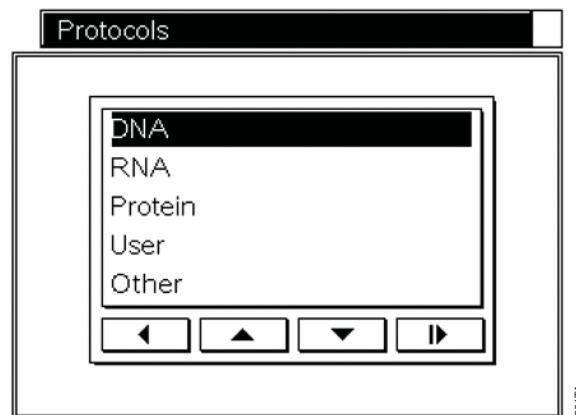 Protocols
DNA
RNA
Protein
User
Other